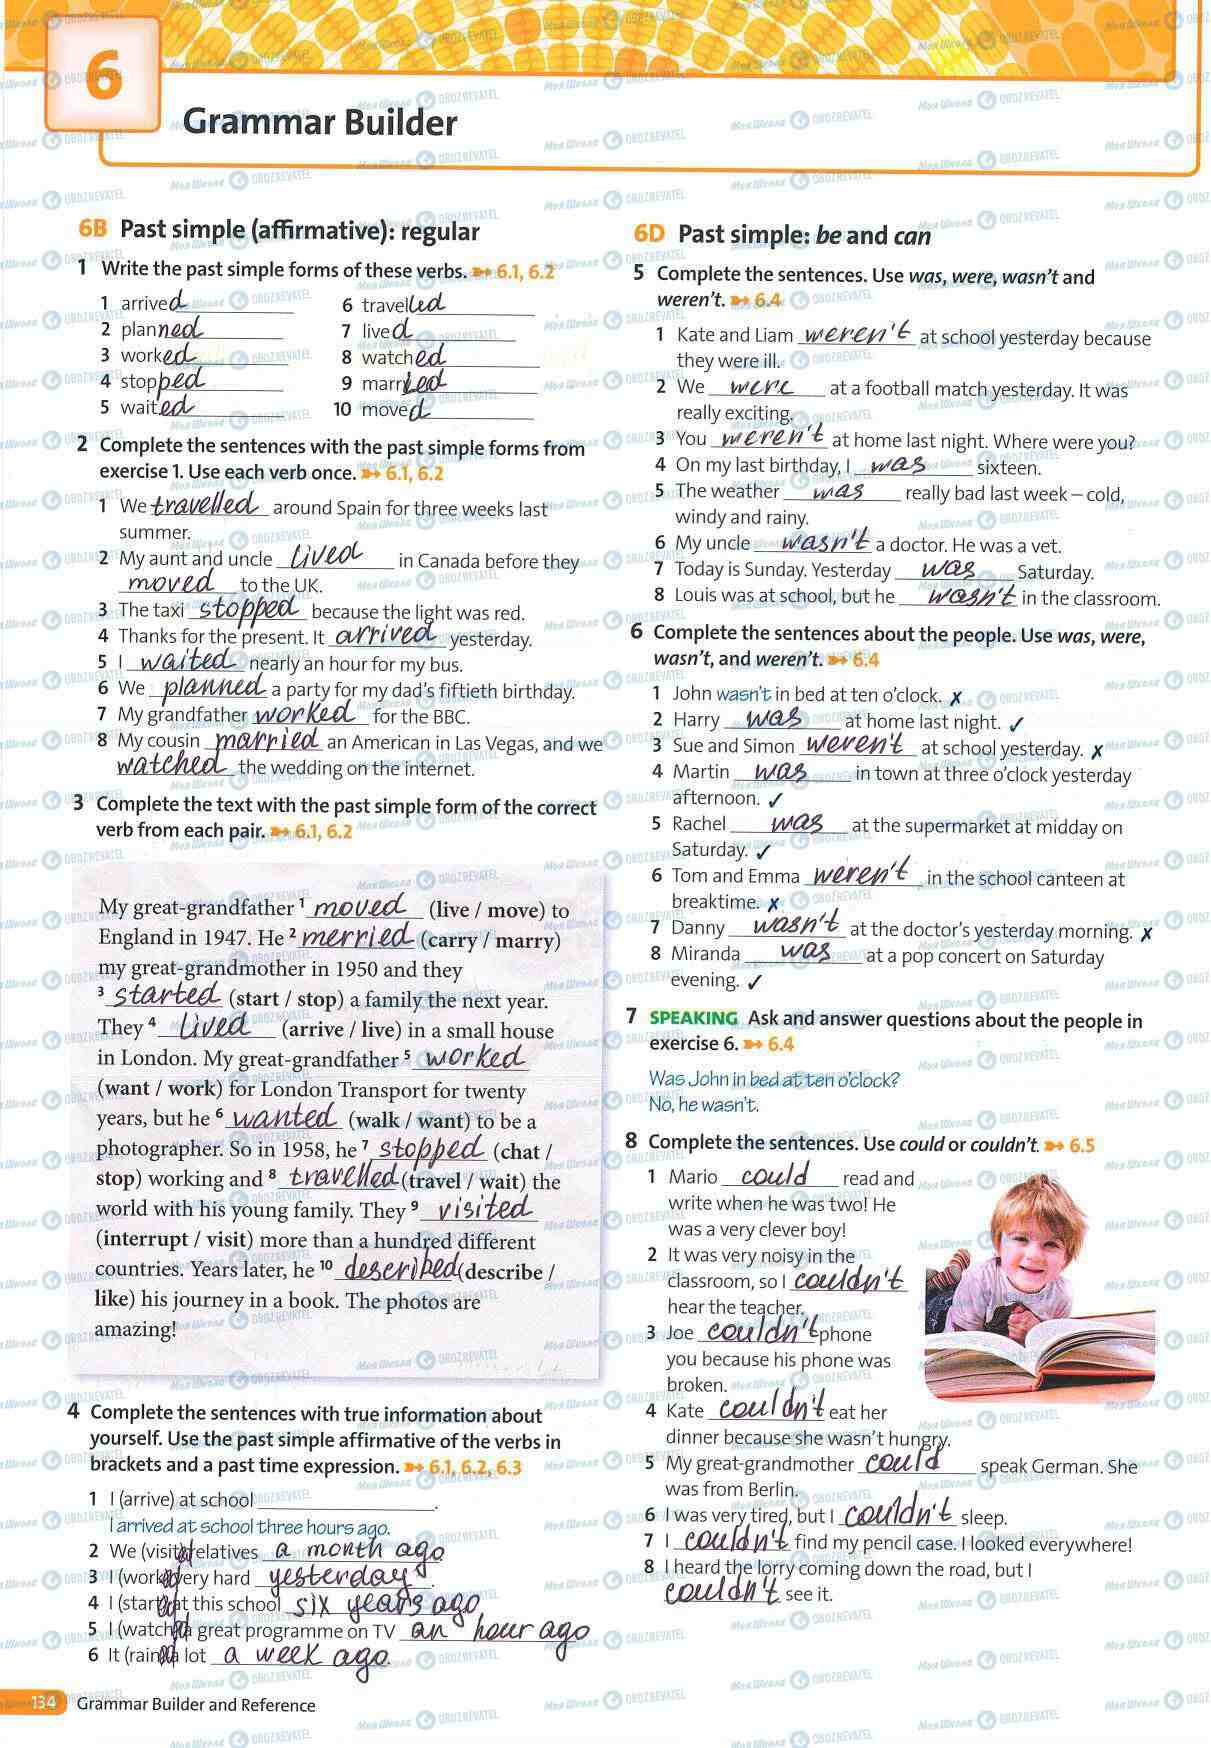 6
Grammar Builder
6B Past simple (affirmative): regular
1 Write the past simple forms of these verbs. ➻ 6.1, 6.2
1 arrived
2 planned
3 worked
4 stopped
5 waited
6 travelled
7 lived
8 watched
9 married
10 moved
2 Complete the sentences with the past simple forms from
exercise 1. Use each verb once. ➻ 6.1, 6.2
1 We travelled around Spain for three weeks last
summer.
2 My aunt and uncle lived in Canada before they
moved to the UK.
3 The taxi stopped because the light was red.
4 Thanks for the present. It arrived yesterday.
5 I waited nearly an hour for my bus.
6 We planned a party for my dad's fiftieth birthday.
7 My grandfather worked for the BBC.
8 My cousin married an American in Las Vegas, and we
watched the wedding on the internet.
3 Complete the text with the past simple form of the correct
verb from each pair. ➻ 6.1, 6.2
My great-grandfather 1 moved (live / move) to
England in 1947. He 2 merried (carry / marry)
my great-grandmother in 1950 and they
3 started (start / stop) a family the next year.
They 4 lived (arrive / live) in a small house
in London. My great-grandfather 5 worked
(want / work) for London Transport for twenty
years, but he 6 wanted (walk / want) to be a
photographer. So in 1958, he 7 stopped (chat /
stop) working and 8 travelled (travel / wait) the
world with his young family. They 9 visited
(interrupt / visit) more than a hundred different
countries. Years later, he 10 described (describe /
like) his journey in a book. The photos are
amazing!
4 Complete the sentences with true information about
yourself. Use the past simple affirmative of the verbs in
brackets and a past time expression. ➻ 6.1, 6.2, 6.3
1 I (arrive) at school .
I arrived at school three hours ago.
2 We (visited relatives a month ago
3 I (worked very hard yesterday.
4 I (started at this school six years ago
5 I (watched a great programme on TV an hour ago
6 It (rained a lot a week ago.
134 Grammar Builder and Reference
6D Past simple: be and can
5 Complete the sentences. Use was, were, wasn't and
weren't. ➻ 6.4
1 Kate and Liam weren't at school yesterday because
they were ill.
2 We were at a football match yesterday. It was
really exciting.
3 You weren't at home last night. Where were you?
4 On my last birthday, I was sixteen.
5 The weather was really bad last week – cold,
windy and rainy.
6 My uncle wasn't a doctor. He was a vet.
7 Today is Sunday. Yesterday was Saturday.
8 Louis was at school, but he wasn't in the classroom.
6 Complete the sentences about the people. Use was, were,
wasn't, and weren't. ➻ 6.4
1 John wasn't in bed at ten o'clock. ✗
2 Harry was at home last night. ✓
3 Sue and Simon weren't at school yesterday. ✗
4 Martin was in town at three o'clock yesterday
afternoon. ✓
5 Rachel was at the supermarket at midday on
Saturday. ✓
6 Tom and Emma weren't in the school canteen at
breaktime. ✗
7 Danny wasn't at the doctor's yesterday morning. ✗
8 Miranda was at a pop concert on Saturday
evening. ✓
7 SPEAKING Ask and answer questions about the people in
exercise 6. ➻ 6.4
Was John in bed at ten o'clock?
No, he wasn't.
8 Complete the sentences. Use could or couldn't. ➻ 6.5
1 Mario could read and
write when he was two! He
was a very clever boy!
2 It was very noisy in the
classroom, so I couldn't
hear the teacher.
3 Joe couldn't phone
you because his phone was
broken.
4 Kate couldn't eat her
dinner because she wasn't hungry.
5 My great-grandmother could speak German. She
was from Berlin.
6 I was very tired, but I couldn't sleep.
7 I couldn't find my pencil case. I looked everywhere!
8 I heard the lorry coming down the road, but I
couldn't see it.
Моя Школа OBOZREVATEL